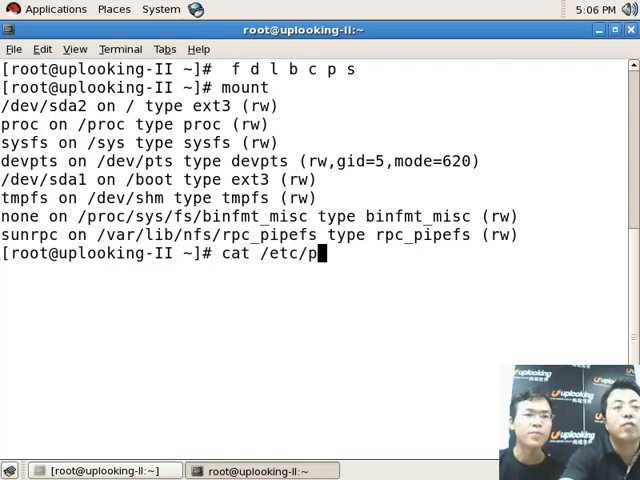 Applications Places System 5:06 PM
root@uplooking-II:~
File Edit View Terminal Tabs Help
[root@uplooking-II ~]#  f d l b c p s
[root@uplooking-II ~]# mount
/dev/sda2 on / type ext3 (rw)
proc on /proc type proc (rw)
sysfs on /sys type sysfs (rw)
devpts on /dev/pts type devpts (rw,gid=5,mode=620)
/dev/sda1 on /boot type ext3 (rw)
tmpfs on /dev/shm type tmpfs (rw)
none on /proc/sys/fs/binfmt_misc type binfmt_misc (rw)
sunrpc on /var/lib/nfs/rpc_pipefs type rpc_pipefs (rw)
[root@uplooking-II ~]# cat /etc/p
uplooking
[root@uplooking-II:~] root@uplooking-II:~